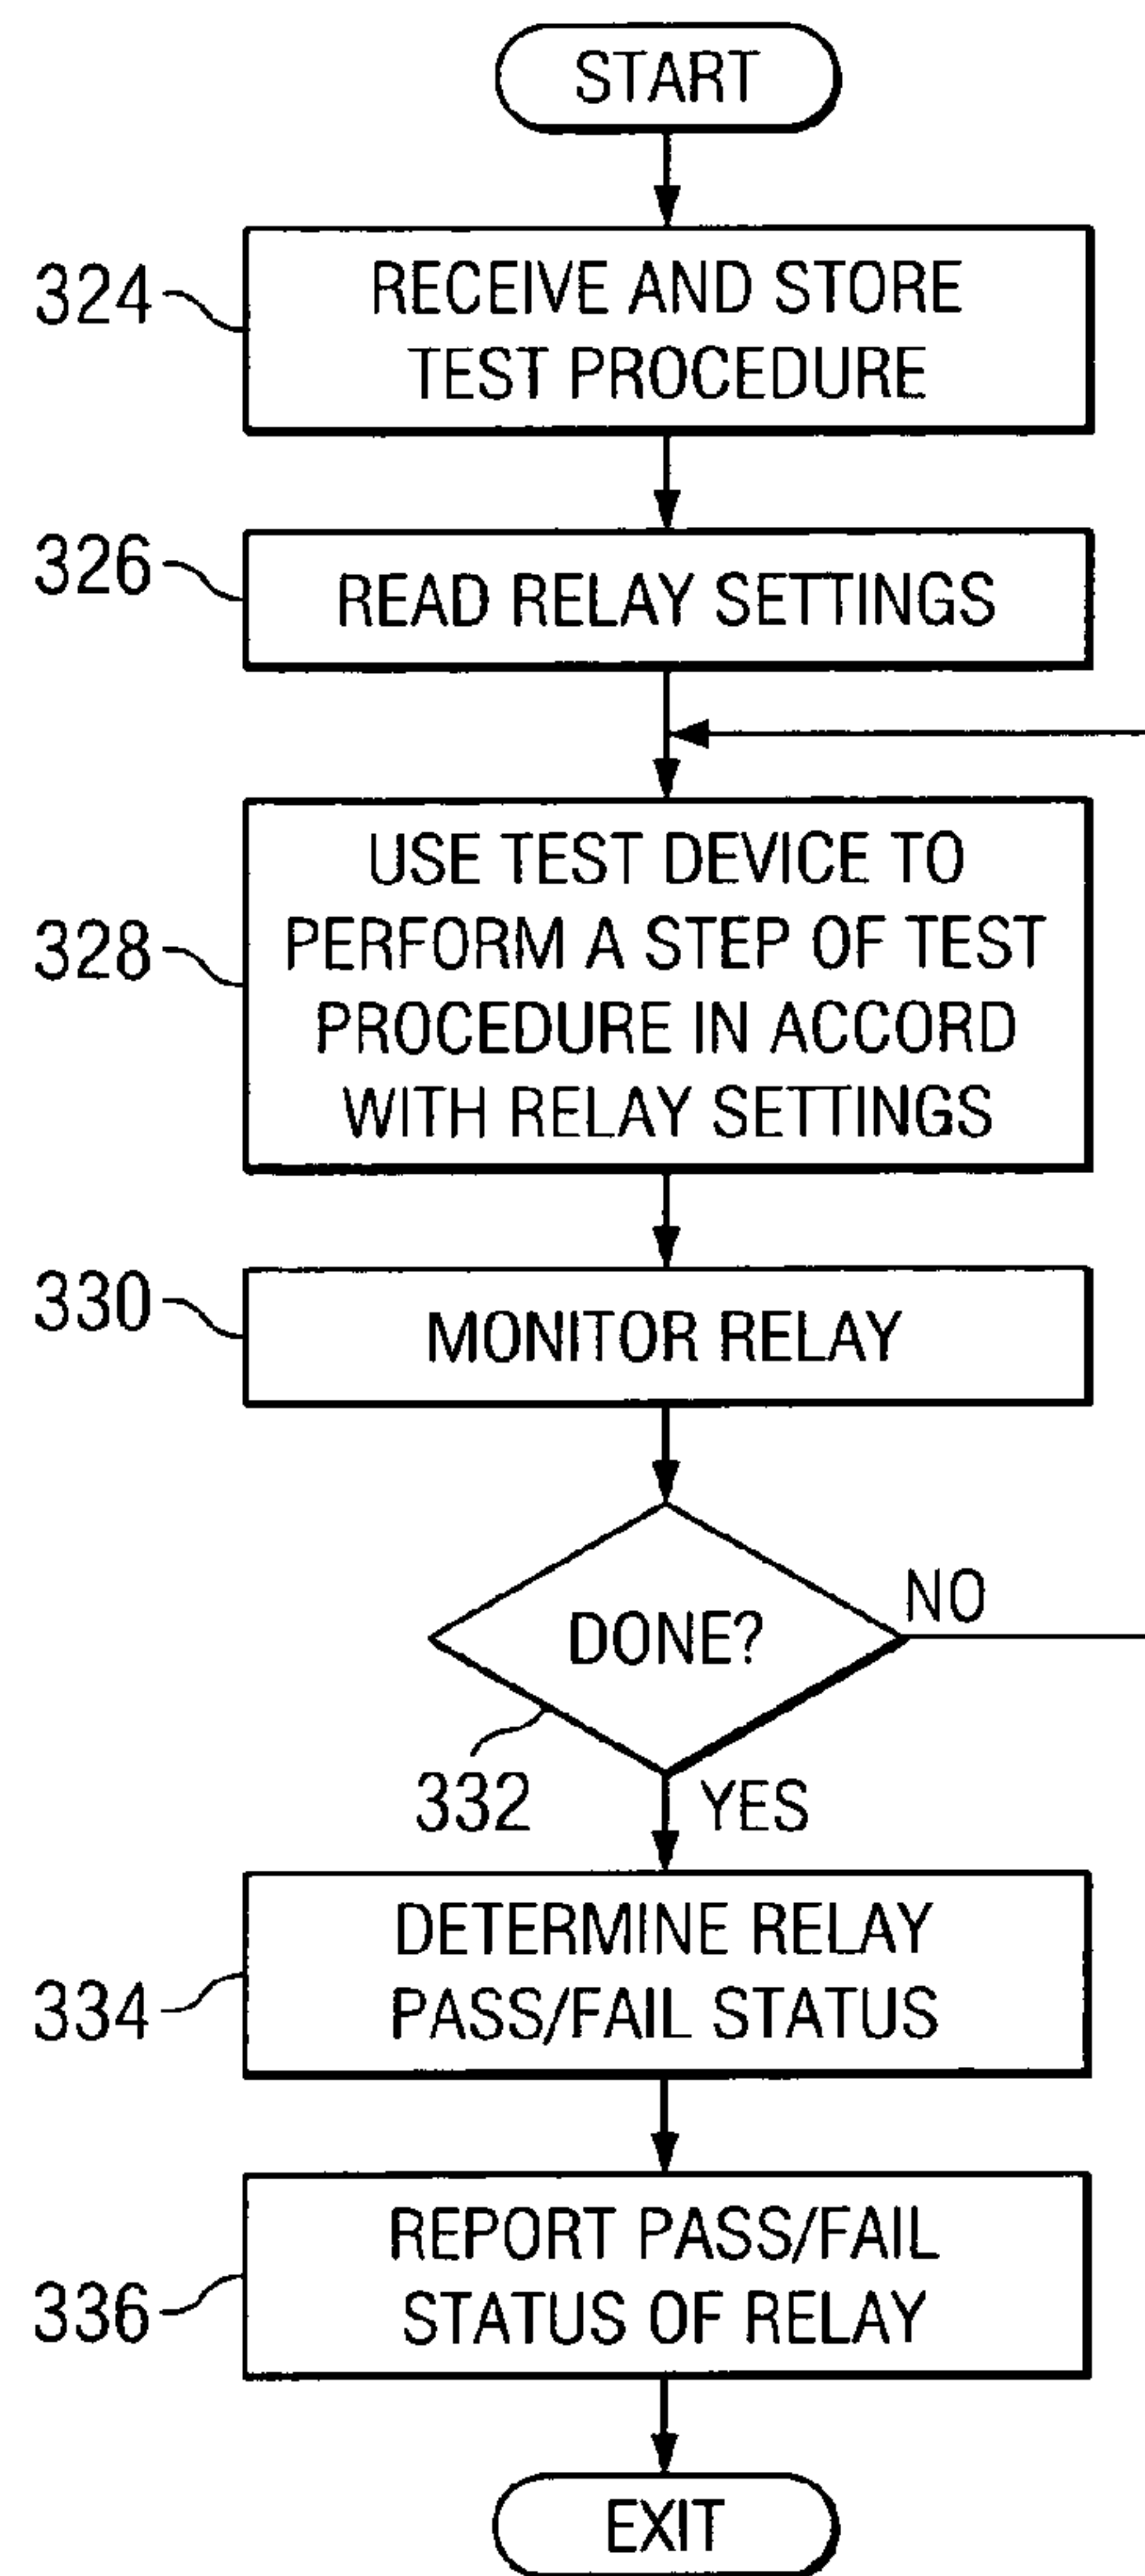 START
324
RECEIVE AND STORE
TEST PROCEDURE
326
READ RELAY SETTINGS
328
USE TEST DEVICE TO
PERFORM A STEP OF TEST
PROCEDURE IN ACCORD
WITH RELAY SETTINGS
330
MONITOR RELAY
DONE?
NO
332
YES
334
DETERMINE RELAY
PASS/FAIL STATUS
336
REPORT PASS/FAIL
STATUS OF RELAY
EXIT